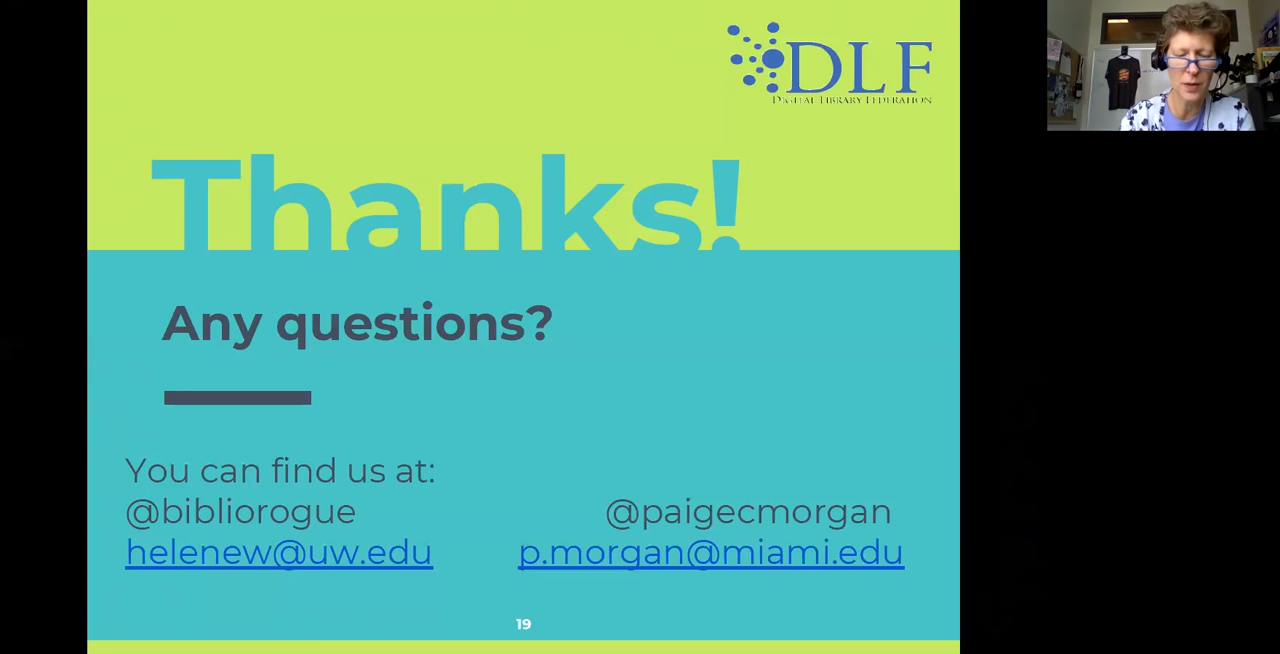 DLF
DIGITAL LIBRARY FEDERATION
Thanks!
Any questions?
You can find us at:
@bibliorogue @paigecmorgan
helenew@uw.edu p.morgan@miami.edu
19